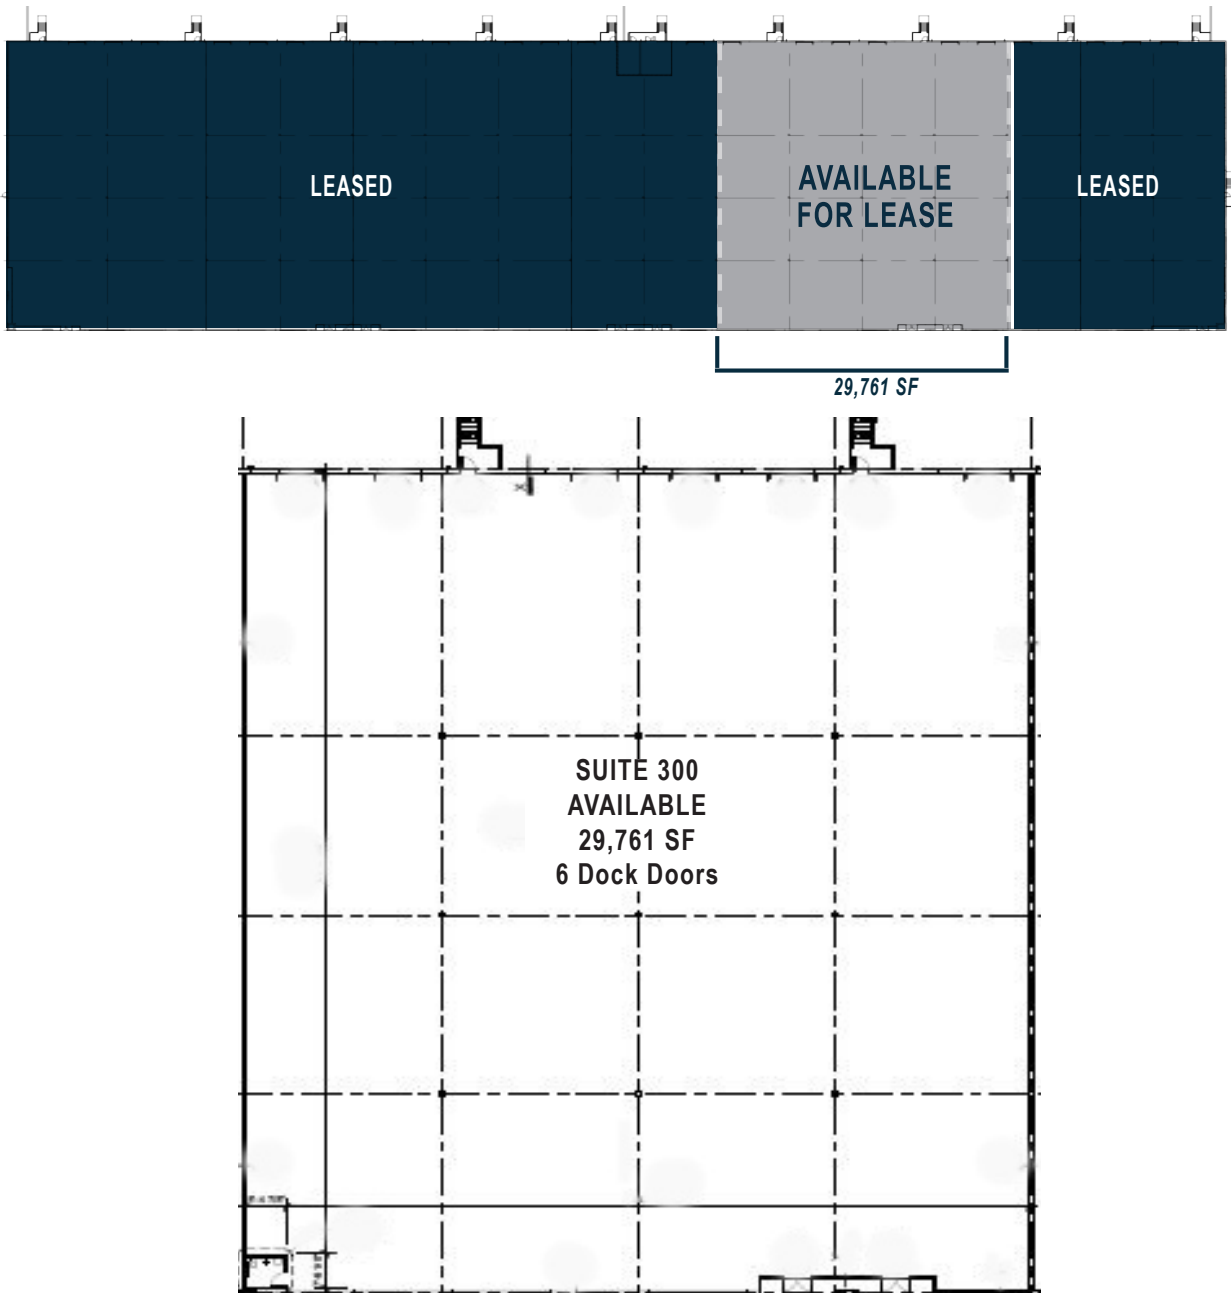 LEASED
AVAILABLE
FOR LEASE
LEASED
29,761 SF
SUITE 300
AVAILABLE
29,761 SF
6 Dock Doors